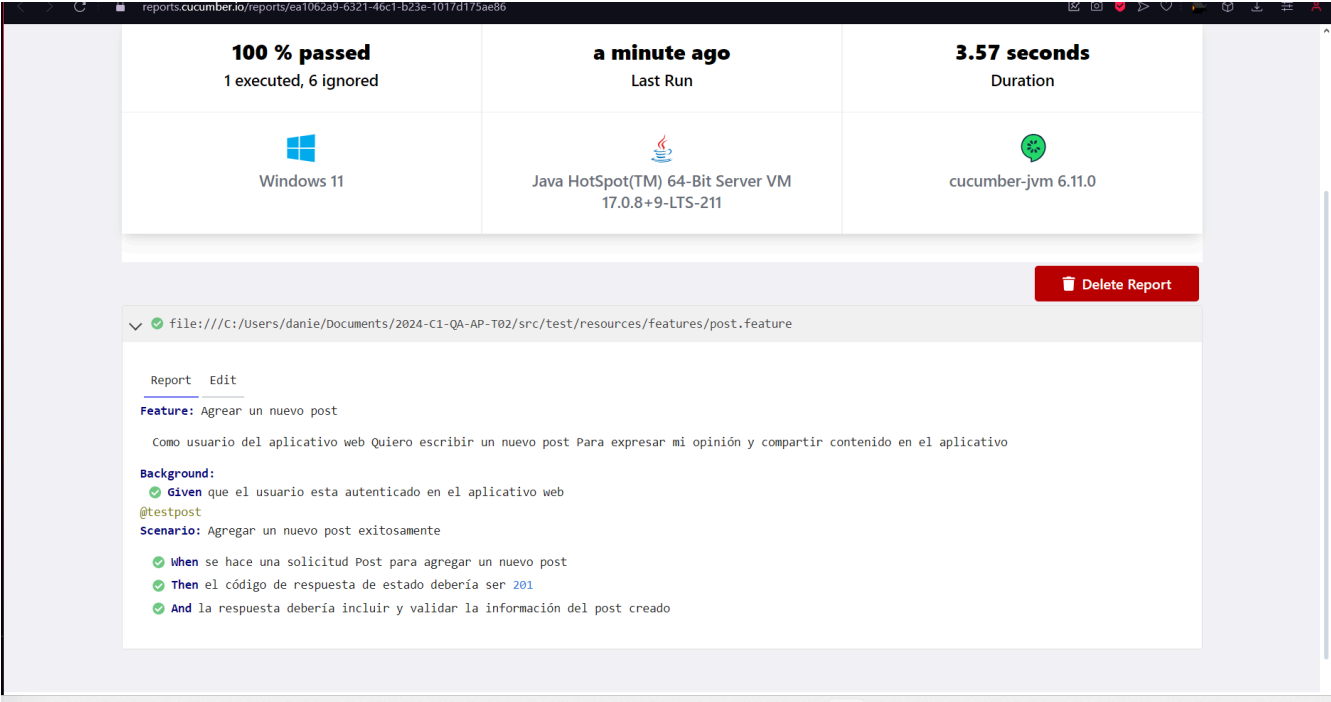 reports.cucumber.io/reports/ea1062a9-6321-46c1-b23e-1017d175ae86
100 % passed
1 executed, 6 ignored
a minute ago
Last Run
3.57 seconds
Duration
Windows 11
Java HotSpot(TM) 64-Bit Server VM
17.0.8+9-LTS-211
cucumber-jvm 6.11.0
Delete Report
file:///C:/Users/danie/Documents/2024-C1-QA-AP-T02/src/test/resources/features/post.feature
Report Edit
Feature: Agrear un nuevo post
Como usuario del aplicativo web Quiero escribir un nuevo post Para expresar mi opinión y compartir contenido en el aplicativo
Background:
Given que el usuario esta autenticado en el aplicativo web
@testpost
Scenario: Agregar un nuevo post exitosamente
When se hace una solicitud Post para agregar un nuevo post
Then el código de respuesta de estado debería ser 201
And la respuesta debería incluir y validar la información del post creado